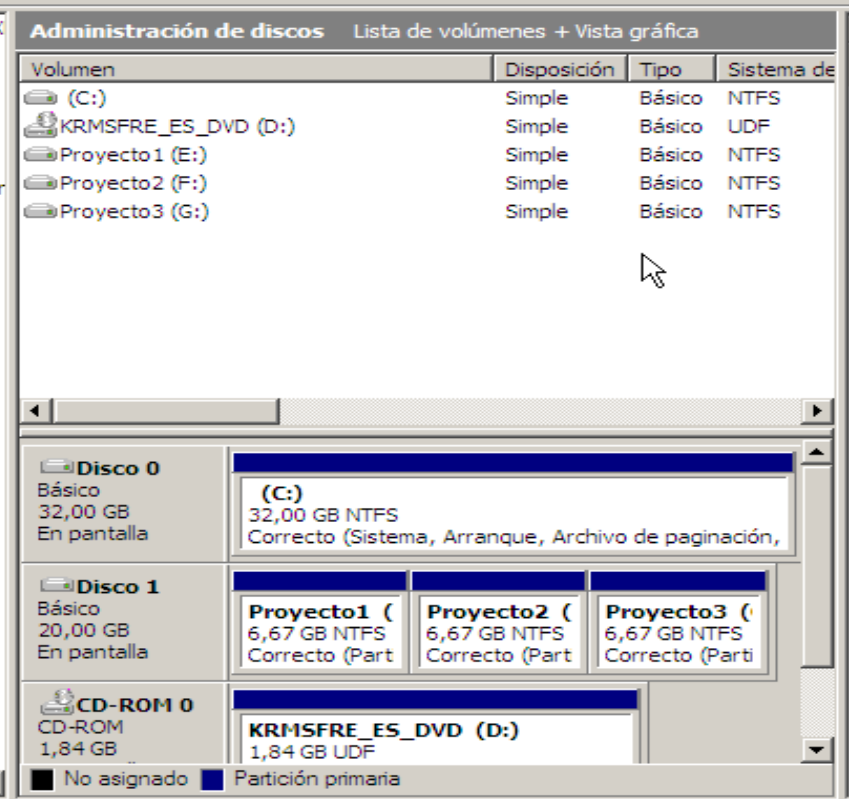 Administración de discos Lista de volúmenes + Vista gráfica
Volumen Disposición Tipo Sistema de
(C:) Simple Básico NTFS
KRMSFRE_ES_DVD (D:) Simple Básico UDF
Proyecto1 (E:) Simple Básico NTFS
Proyecto2 (F:) Simple Básico NTFS
Proyecto3 (G:) Simple Básico NTFS
Disco 0
Básico
32,00 GB
En pantalla
(C:)
32,00 GB NTFS
Correcto (Sistema, Arranque, Archivo de paginación,
Disco 1
Básico
20,00 GB
En pantalla
Proyecto1 (
6,67 GB NTFS
Correcto (Part
Proyecto2 (
6,67 GB NTFS
Correcto (Part
Proyecto3 (
6,67 GB NTFS
Correcto (Parti
CD-ROM 0
CD-ROM
1,84 GB
KRMSFRE_ES_DVD (D:)
1,84 GB UDF
No asignado Partición primaria